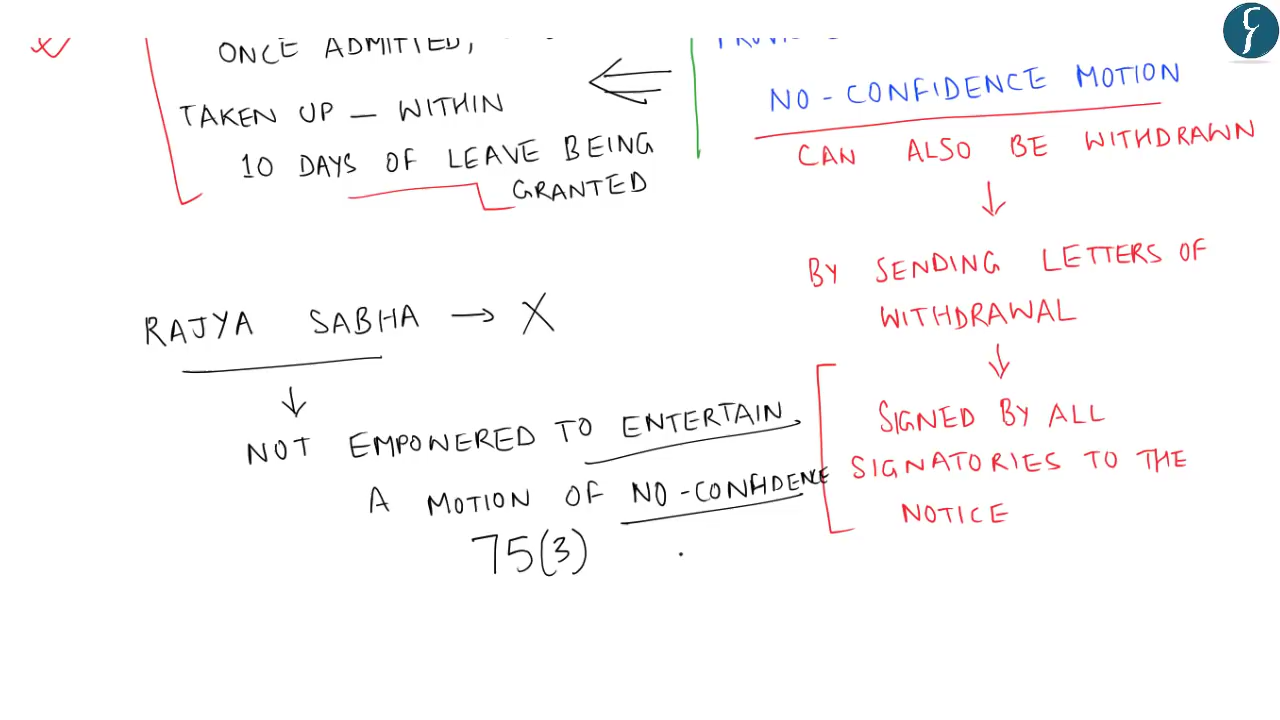 ONCE ADMITTED,
TAKEN UP – WITHIN
10 DAYS OF LEAVE BEING
GRANTED
NO-CONFIDENCE MOTION
CAN ALSO BE WITHDRAWN
BY SENDING LETTERS OF
WITHDRAWAL
SIGNED BY ALL
SIGNATORIES TO THE
NOTICE
RAJYA SABHA → X
NOT EMPOWERED TO ENTERTAIN
A MOTION OF NO-CONFIDENCE
75(3)